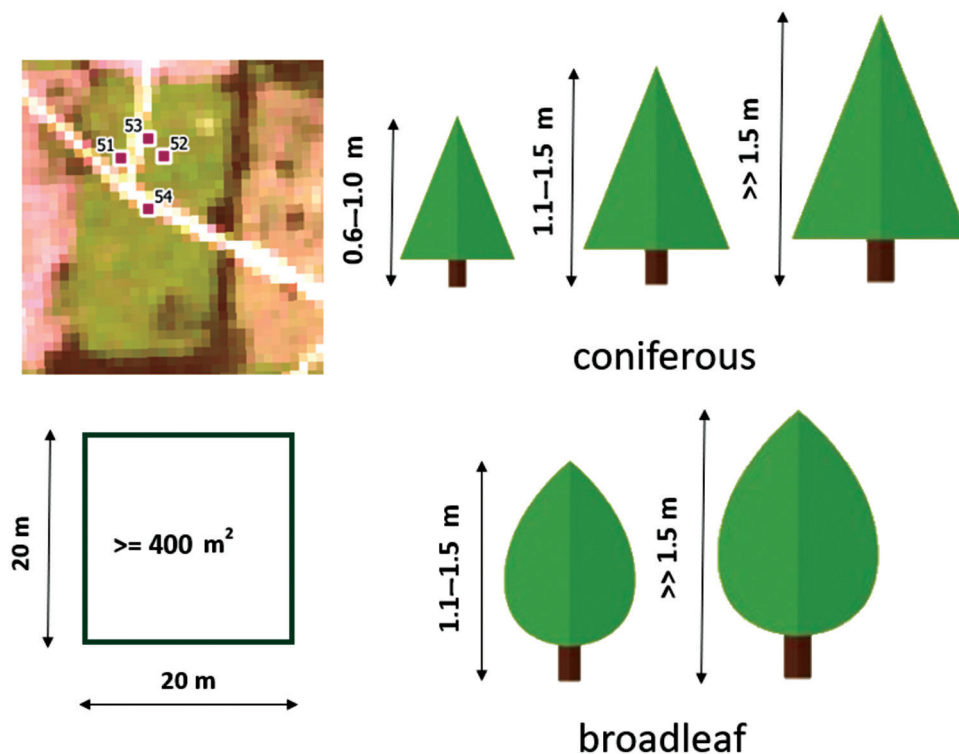 53
51
52
54
0.6—1.0 m
1.1—1.5 m
>> 1.5 m
coniferous
20 m
>= 400 m²
20 m
1.1—1.5 m
>> 1.5 m
broadleaf